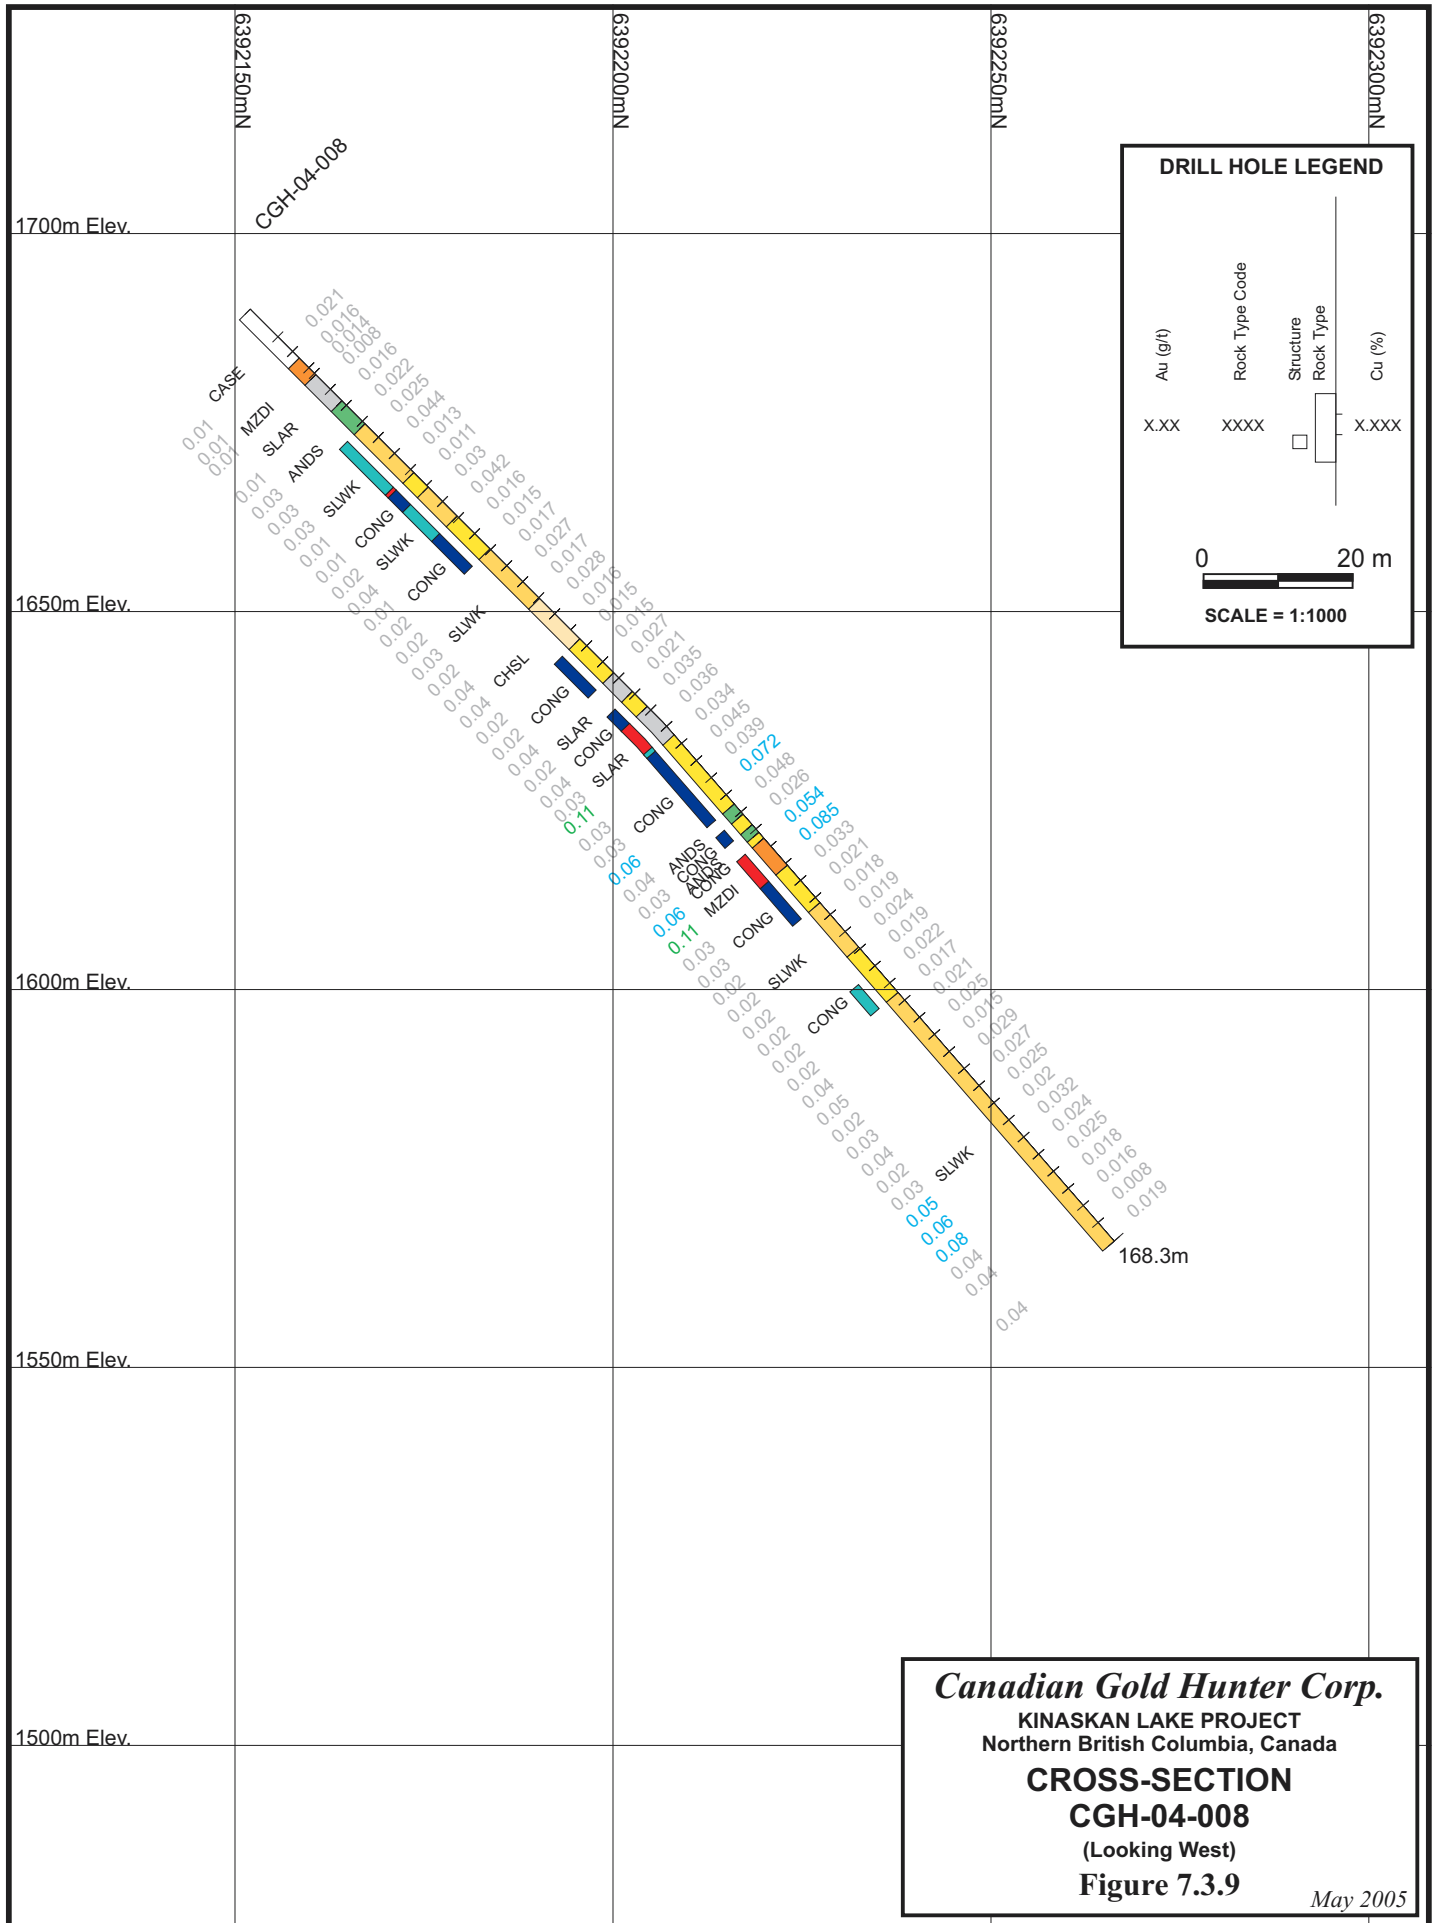 6392150mN
6392200mN
6392250mN
6392300mN
CGH-04-008
1700m Elev.
1650m Elev.
1600m Elev.
1550m Elev.
1500m Elev.
DRILL HOLE LEGEND
Au (g/t)
Rock Type Code
Structure
Rock Type
Cu (%)
X.XX
XXXX
X.XXX
0
20 m
SCALE = 1:1000
0.021
0.016
0.014
0.008
0.016
0.022
0.025
0.044
0.013
0.011
0.03
0.042
0.016
0.015
0.017
0.027
0.017
0.028
0.016
0.015
0.015
0.027
0.021
0.035
0.036
0.034
0.045
0.039
0.072
0.048
0.026
0.054
0.085
0.033
0.021
0.018
0.019
0.024
0.019
0.022
0.017
0.021
0.025
0.015
0.029
0.027
0.025
0.02
0.032
0.024
0.025
0.018
0.016
0.008
0.019
CASE
MZDI
SLAR
ANDS
SLWK
CONG
SLWK
CONG
SLWK
CHSL
CONG
SLAR
CONG
SLAR
CONG
ANDS
CONG
ANDS
CONG
MZDI
CONG
SLWK
CONG
SLWK
0.01
0.01
0.01
0.01
0.03
0.03
0.03
0.01
0.01
0.02
0.04
0.01
0.02
0.02
0.03
0.02
0.04
0.04
0.02
0.02
0.04
0.02
0.04
0.03
0.11
0.03
0.03
0.06
0.04
0.03
0.06
0.11
0.03
0.03
0.02
0.02
0.02
0.02
0.02
0.02
0.04
0.05
0.02
0.03
0.04
0.02
0.03
0.05
0.06
0.08
0.04
0.04
0.04
168.3m
Canadian Gold Hunter Corp.
KINASKAN LAKE PROJECT
Northern British Columbia, Canada
CROSS-SECTION
CGH-04-008
(Looking West)
Figure 7.3.9
May 2005